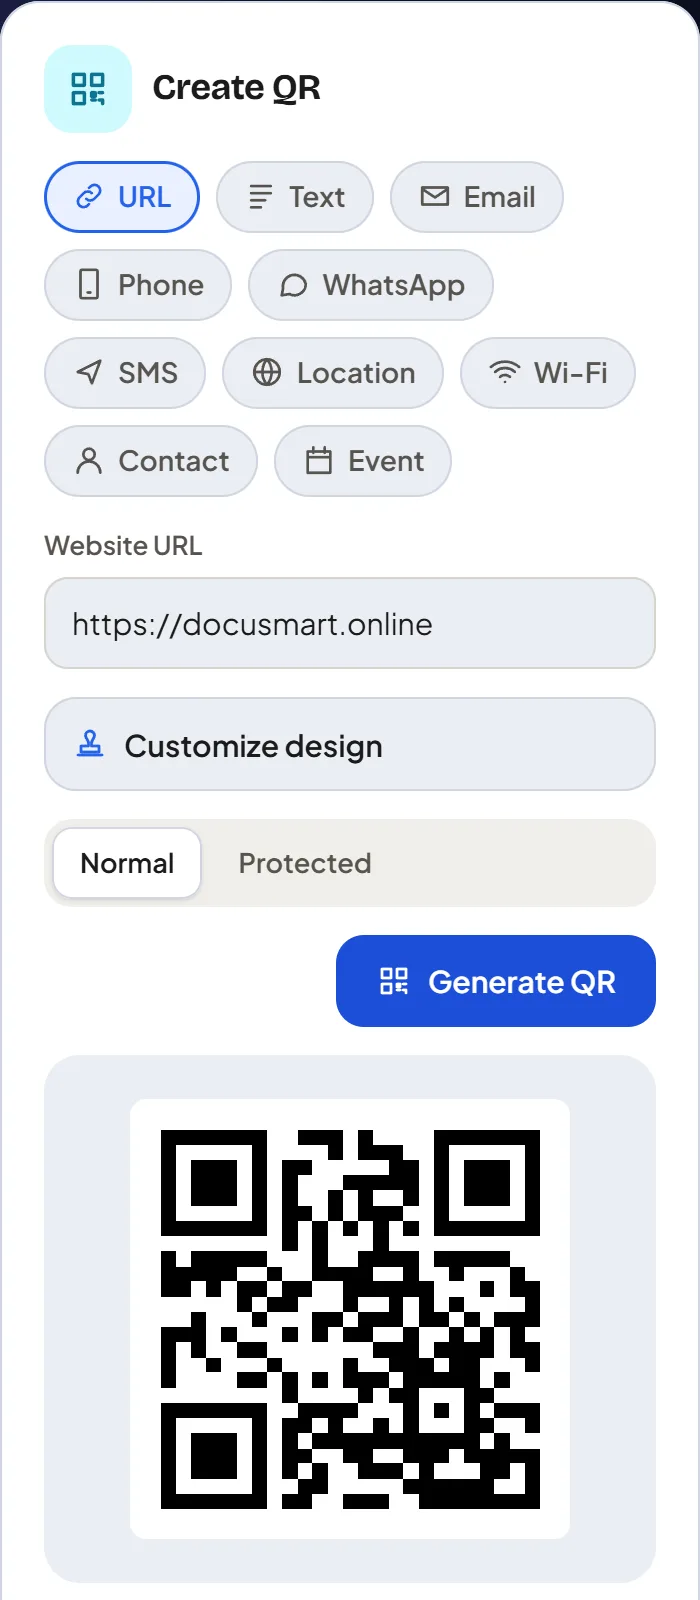 Create QR
URL Text Email
Phone WhatsApp
SMS Location Wi-Fi
Contact Event
Website URL
https://docusmart.online
Customize design
Normal Protected
Generate QR